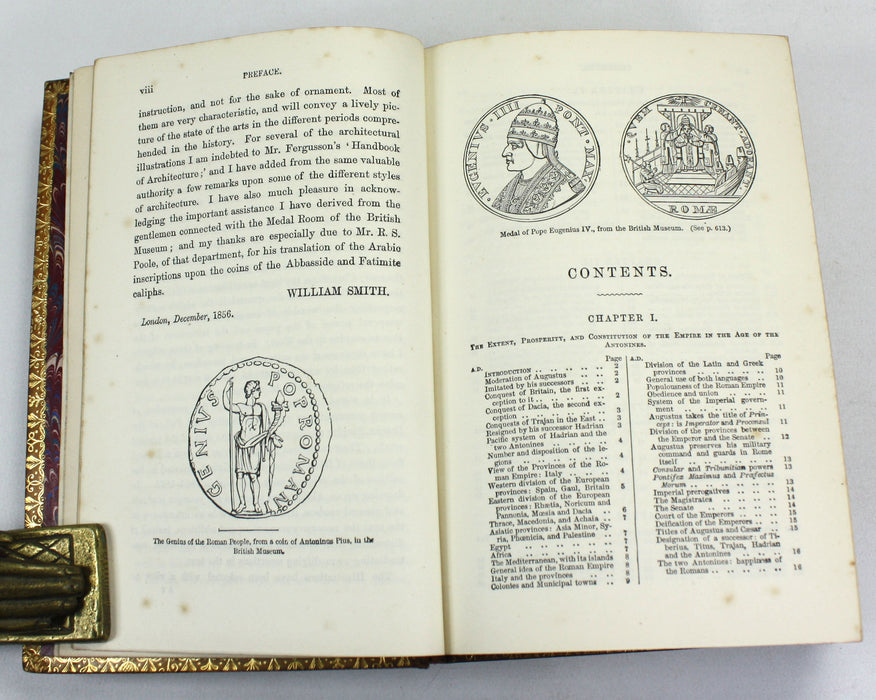 viii
PREFACE.
instruction, and not for the sake of ornament. Most of
them are very characteristic, and will convey a lively pic-
ture of the state of the arts in the different periods compre-
hended in the history. For several of the architectural
illustrations I am indebted to Mr. Fergusson's 'Handbook
of Architecture;' and I have added from the same valuable
authority a few remarks upon some of the different styles
of architecture. I have also much pleasure in acknow-
ledging the important assistance I have derived from the
gentlemen connected with the Medal Room of the British
Museum; and my thanks are especially due to Mr. R. S.
Poole, of that department, for his translation of the Arabic
inscriptions upon the coins of the Abbasside and Fatimite
caliphs.
WILLIAM SMITH.
London, December, 1856.
GENIVS POP. ROMANI
The Genius of the Roman People, from a coin of Antoninus Pius, in the
British Museum.
EVGENIVS · IIII PONT · MAX
· PVEM CREMANT · ADORANT
ROMÆ
Medal of Pope Eugenius IV., from the British Museum. (See p. 613.)
CONTENTS.
CHAPTER I.
THE EXTENT, PROSPERITY, AND CONSTITUTION OF THE EMPIRE IN THE AGE OF THE
ANTONINES.
A.D. Page
INTRODUCTION .. .. .. .. .. .. 2
Moderation of Augustus .. .. 2
Imitated by his successors .. .. 2
Conquest of Britain, the first ex-
ception to it .. .. .. .. .. 2
Conquest of Dacia, the second ex-
ception .. .. .. .. .. .. 3
Conquests of Trajan in the East .. 3
Resigned by his successor Hadrian 3
Pacific system of Hadrian and the
two Antonines .. .. .. .. 4
Number and disposition of the le-
gions .. .. .. .. .. .. .. 4
View of the Provinces of the Ro-
man Empire: Italy .. .. .. 4
Western division of the European
provinces: Spain, Gaul, Britain 5
Eastern division of the European
provinces: Rhætia, Noricum and
Pannonia, Mœsia and Dacia .. 6
Thrace, Macedonia, and Achaia .. 7
Asiatic provinces: Asia Minor, Sy-
ria, Phœnicia, and Palestine .. 7
Egypt .. .. .. .. .. .. .. 7
Africa .. .. .. .. .. .. .. 7
The Mediterranean, with its islands 8
General idea of the Roman Empire 8
Italy and the provinces .. .. 8
Colonies and Municipal towns .. 9
A.D. Page
Division of the Latin and Greek
provinces .. .. .. .. .. .. 10
General use of both languages .. 10
Populousness of the Roman Empire 11
Obedience and union .. .. .. 11
System of the Imperial govern-
ment .. .. .. .. .. .. .. 11
Augustus takes the title of Prin-
cept: is Imperator and Proconsul 11
Division of the provinces between
the Emperor and the Senate .. 12
Augustus preserves his military
command and guards in Rome
itself .. .. .. .. .. .. .. 13
Consular and Tribunitian powers 13
Pontifex Maximus and Præfectus
Morum .. .. .. .. .. .. 13
Imperial prerogatives .. .. .. 14
The Magistrates .. .. .. .. 14
The Senate .. .. .. .. .. .. 14
Court of the Emperors .. .. .. 15
Deification of the Emperors .. .. 15
Titles of Augustus and Cæsar .. 15
Designation of a successor: of Ti-
berius, Titus, Trajan, Hadrian
and the Antonines .. .. .. 16
The two Antonines: happiness of
the Romans .. .. .. .. .. 16